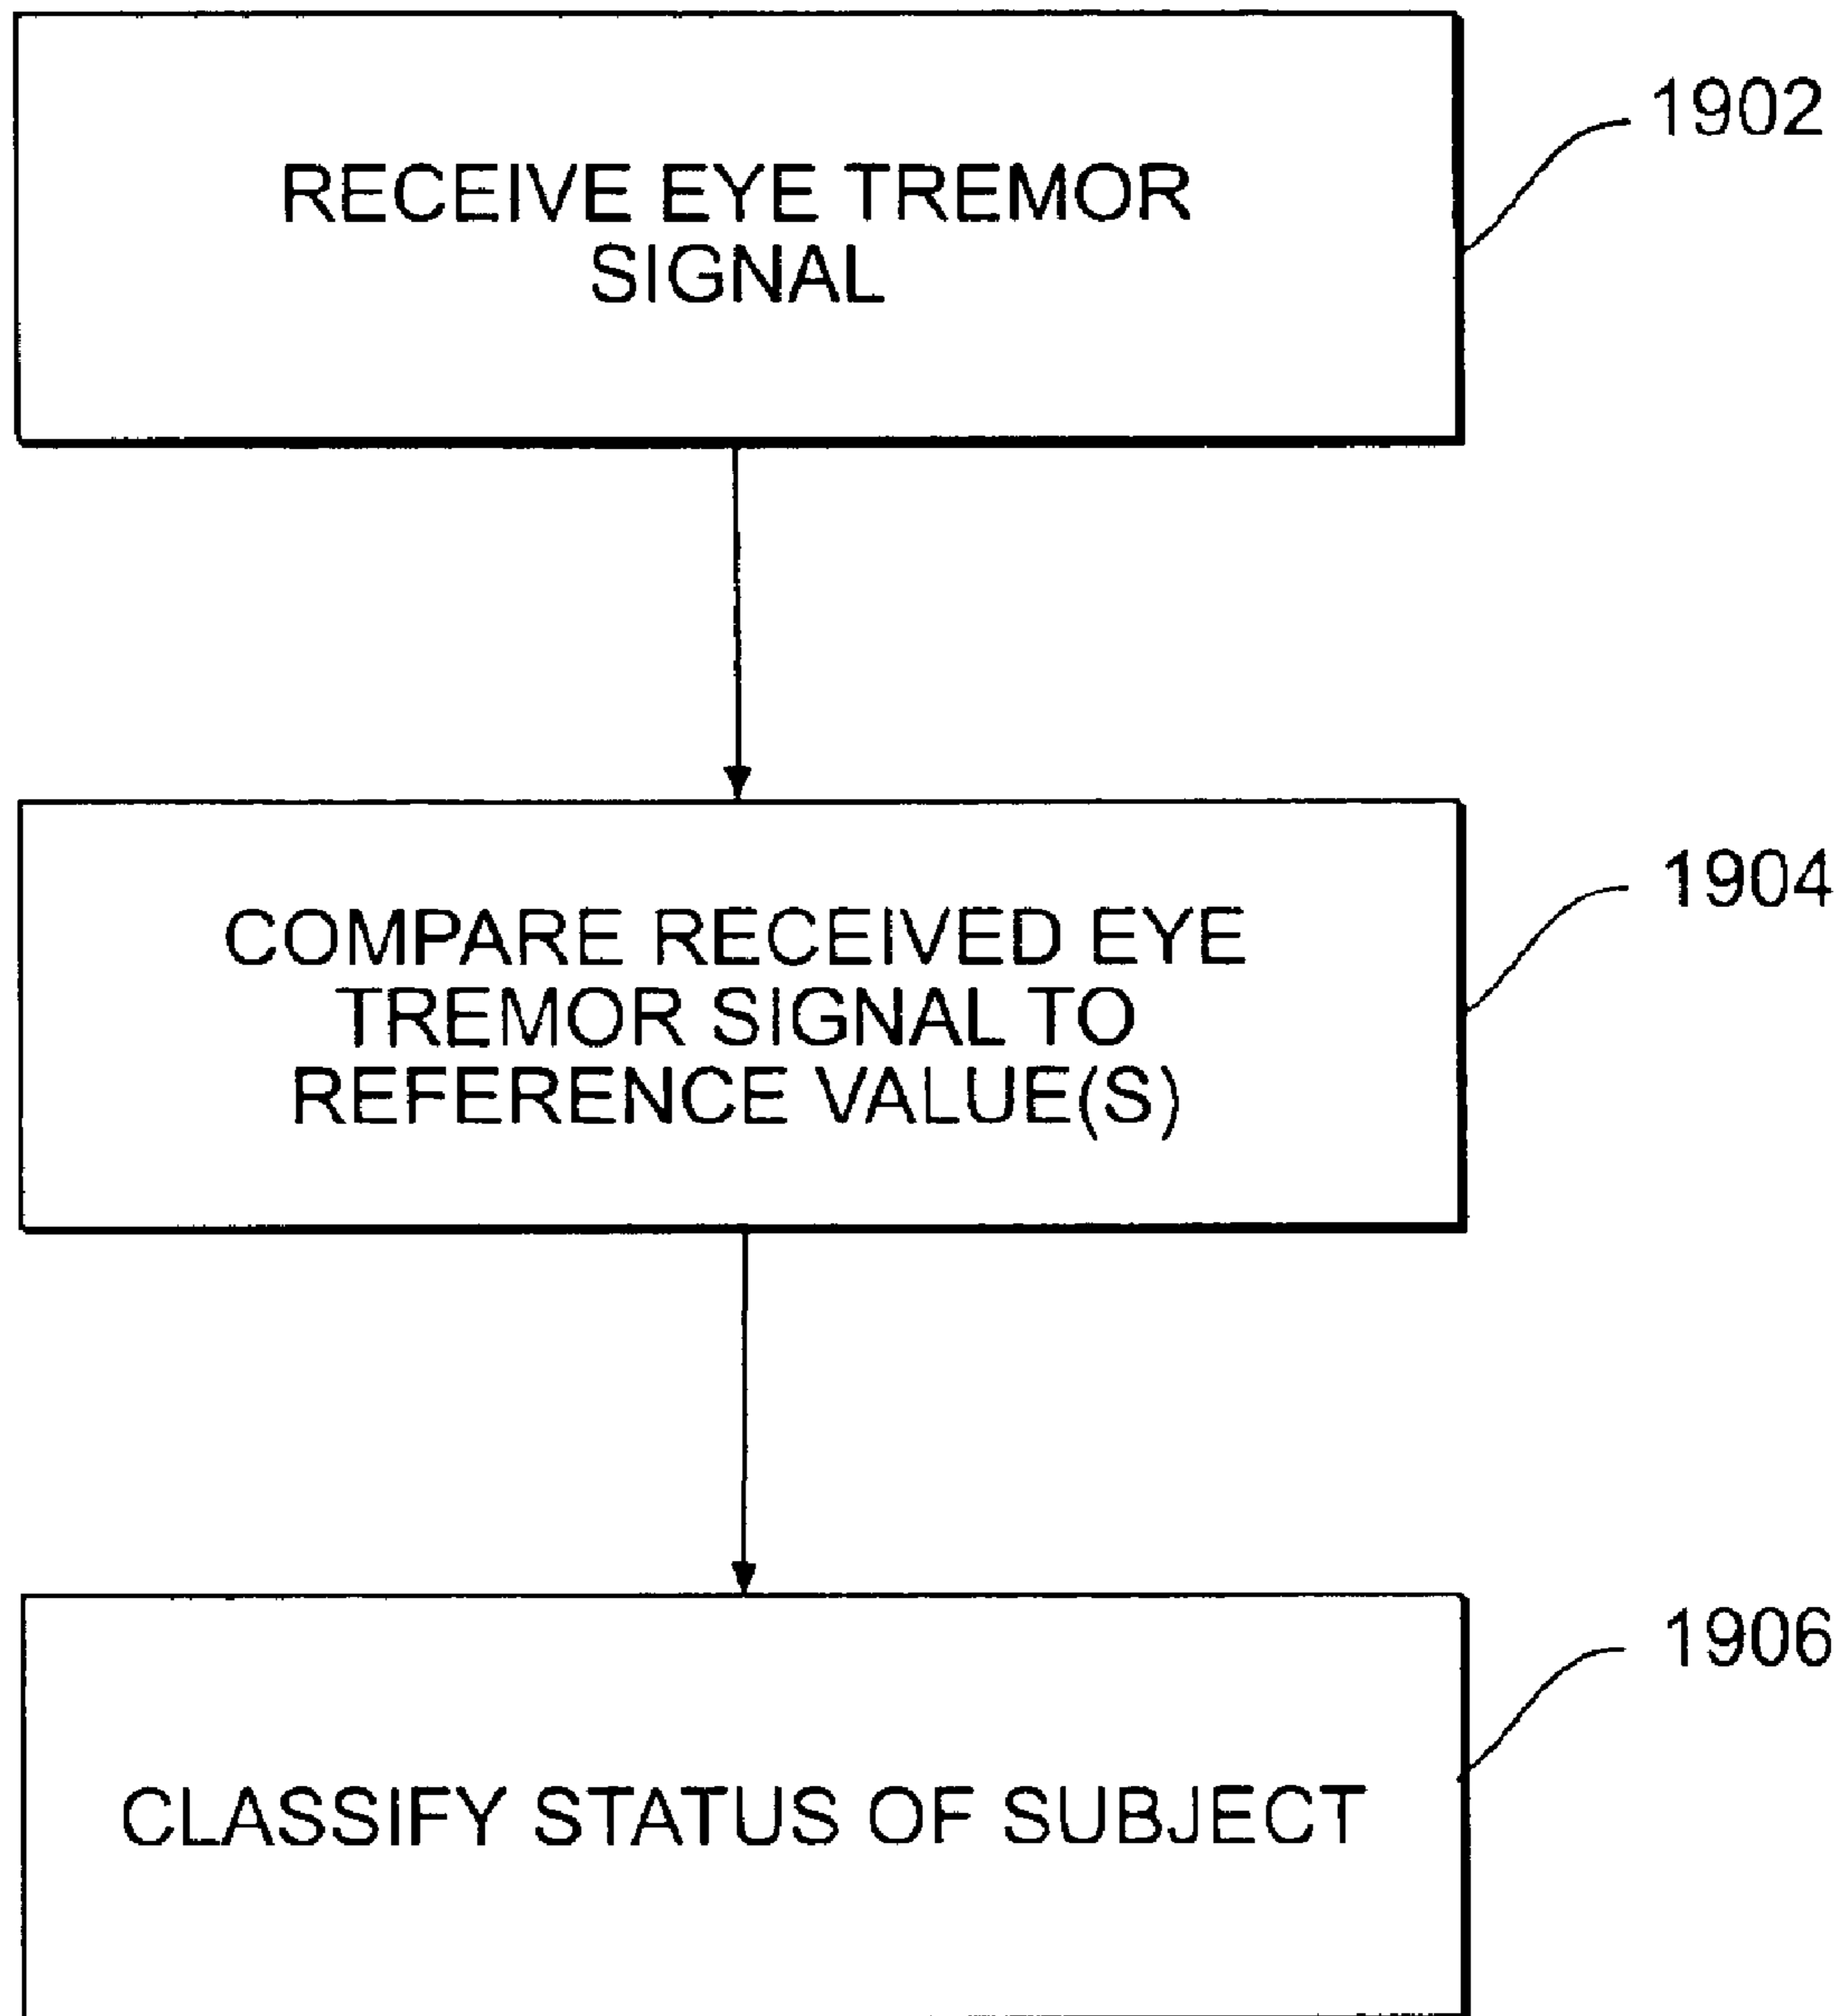 RECEIVE EYE TREMOR
SIGNAL
1902
COMPARE RECEIVED EYE
TREMOR SIGNAL TO
REFERENCE VALUE(S)
1904
CLASSIFY STATUS OF SUBJECT
1906